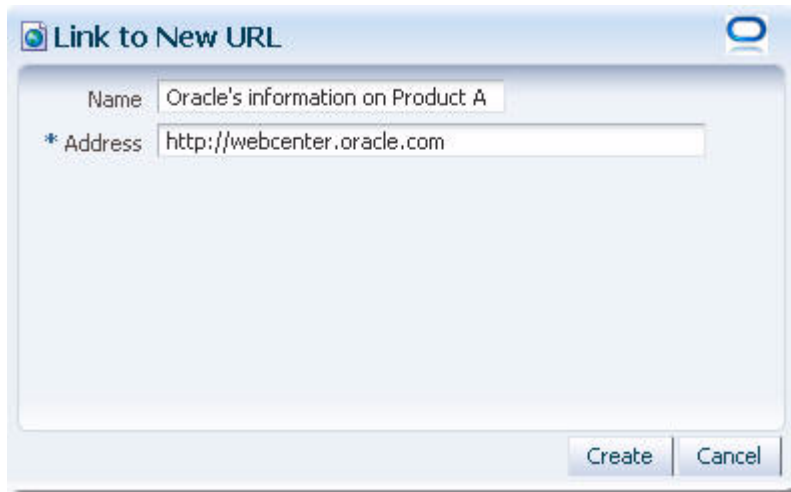 Link to New URL
Name Oracle's information on Product A
* Address http://webcenter.oracle.com
Create Cancel